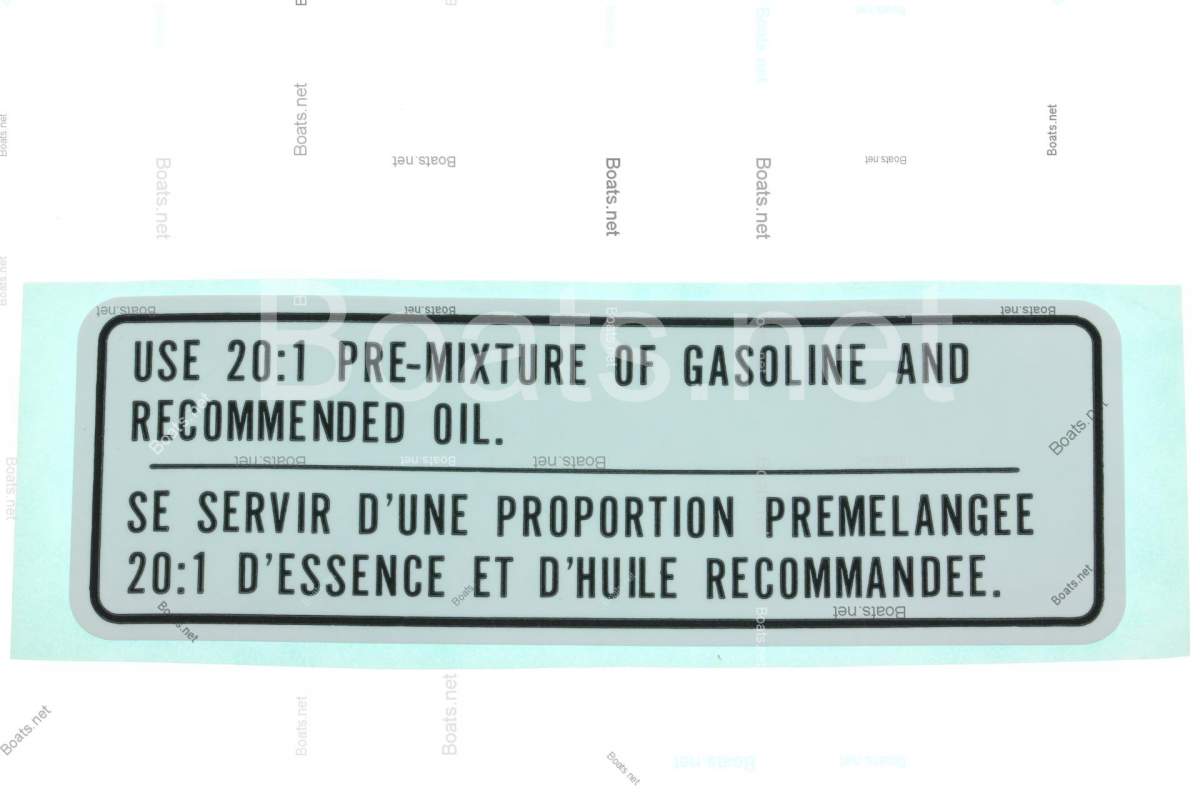 Boats.net
USE 20:1 PRE-MIXTURE OF GASOLINE AND
RECOMMENDED OIL.
SE SERVIR D'UNE PROPORTION PREMELANGEE
20:1 D'ESSENCE ET D'HUILE RECOMMANDEE.